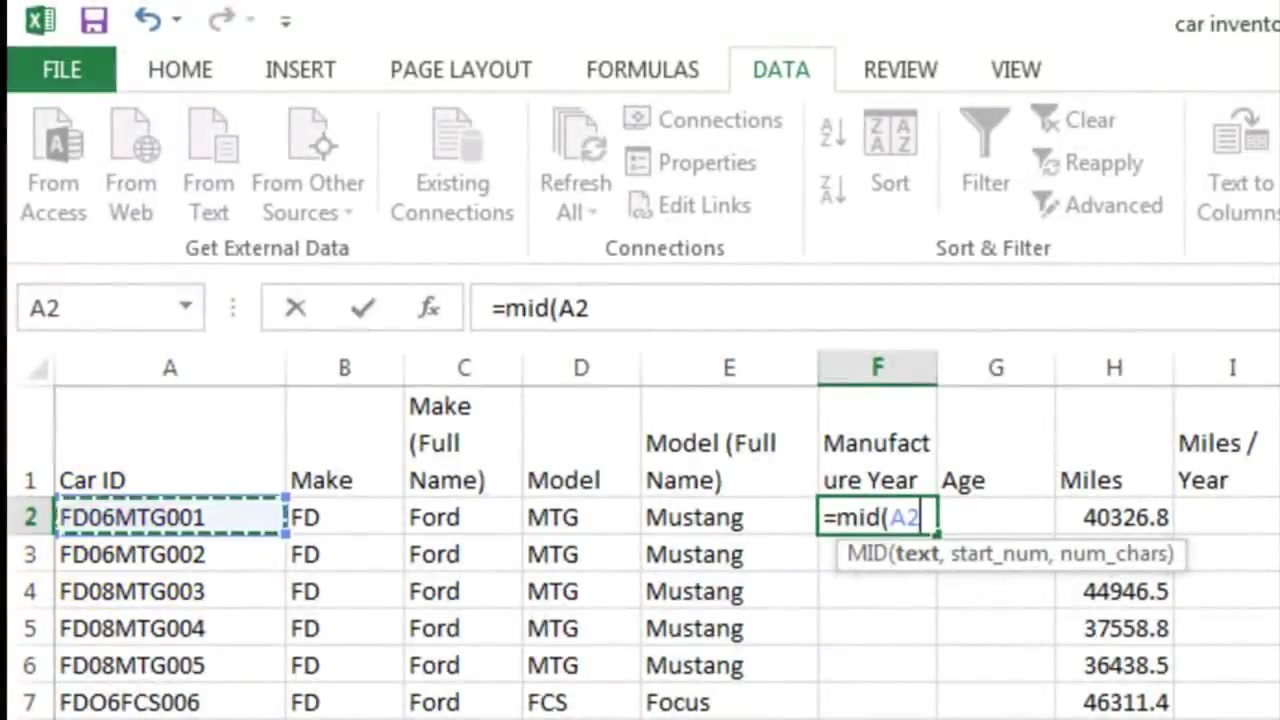 car invento
FILE HOME INSERT PAGE LAYOUT FORMULAS DATA REVIEW VIEW
From Access
From Web
From Text
From Other Sources
Existing Connections
Refresh All
Connections
Properties
Edit Links
Sort
Filter
Clear
Reapply
Advanced
Text to Column
Get External Data Connections Sort & Filter
A2 fx =mid(A2
A B C D E F G H I
1 Car ID Make Make (Full Name) Model Model (Full Name) Manufacture Year Age Miles Miles / Year
2 FD06MTG001 FD Ford MTG Mustang =mid(A2 40326.8
MID(text, start_num, num_chars)
3 FD06MTG002 FD Ford MTG Mustang
4 FD08MTG003 FD Ford MTG Mustang 44946.5
5 FD08MTG004 FD Ford MTG Mustang 37558.8
6 FD08MTG005 FD Ford MTG Mustang 36438.5
7 FDO6FCS006 FD Ford FCS Focus 46311.4